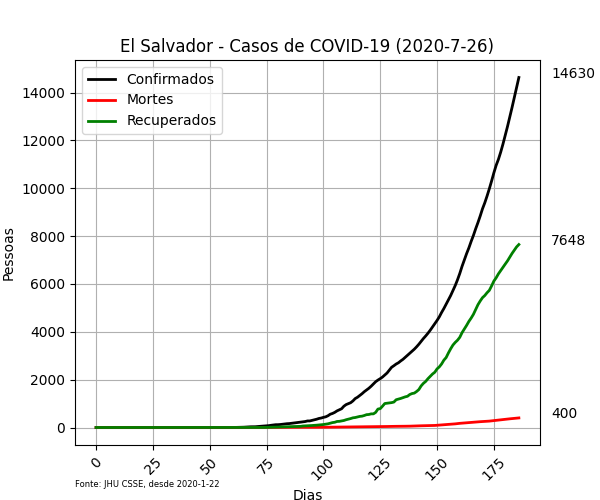 El Salvador - Casos de COVID-19 (2020-7-26)
Confirmados
Mortes
Recuperados
14630
7648
400
Pessoas
14000
12000
10000
8000
6000
4000
2000
0
0
25
50
75
100
125
150
175
Dias
Fonte: JHU CSSE, desde 2020-1-22